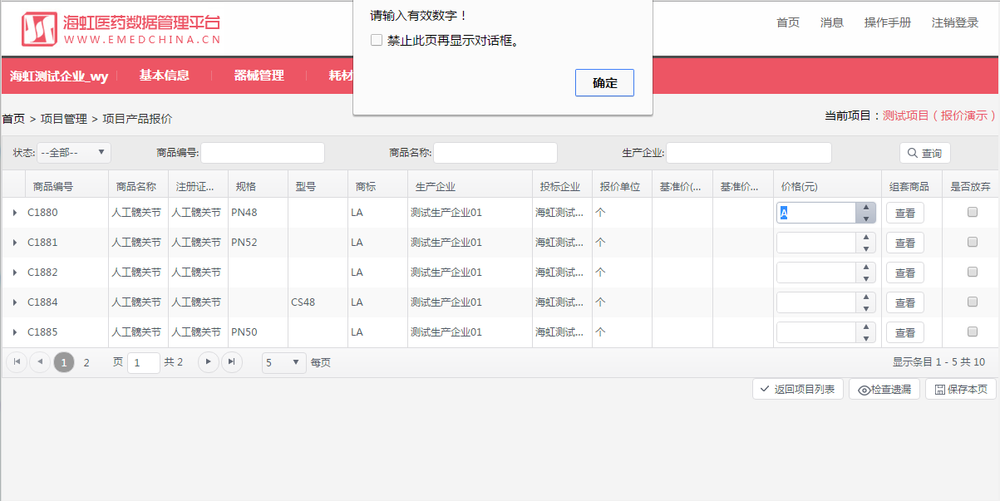 海虹医药数据管理平台
WWW.EMEDCHINA.CN
请输入有效数字！
禁止此页再显示对话框。
确定
首页 消息 操作手册 注销登录
海虹测试企业_wy 基本信息 器械管理 耗材
首页 > 项目管理 > 项目产品报价
当前项目：测试项目（报价演示）
状态: --全部-- 商品编号: 商品名称: 生产企业: 查询
商品编号 商品名称 注册证... 规格 型号 商标 生产企业 投标企业 报价单位 基准价(... 基准价... 价格(元) 组套商品 是否放弃
C1880 人工髋关节 人工髋关节 PN48 LA 测试生产企业01 海虹测试... 个 A 查看
C1881 人工髋关节 人工髋关节 PN52 LA 测试生产企业01 海虹测试... 个 查看
C1882 人工髋关节 人工髋关节 LA 测试生产企业01 海虹测试... 个 查看
C1884 人工髋关节 人工髋关节 CS48 LA 测试生产企业01 海虹测试... 个 查看
C1885 人工髋关节 人工髋关节 PN50 LA 测试生产企业01 海虹测试... 个 查看
1 2 页 1 共 2 5 每页 显示条目 1 - 5 共 10
返回项目列表 检查遗漏 保存本页